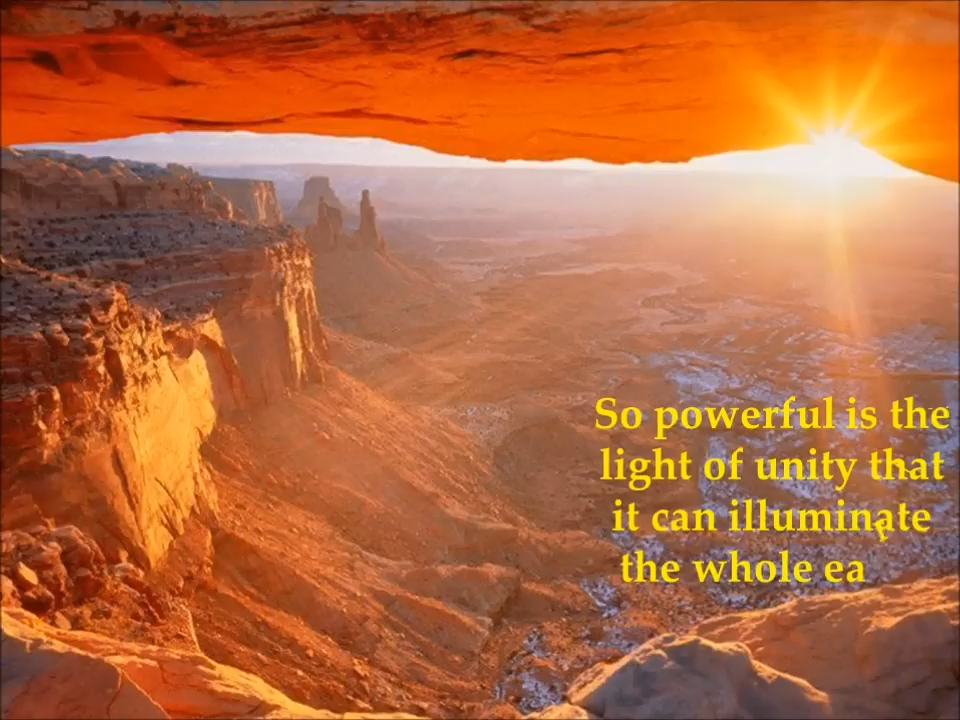 So powerful is the
light of unity that
it can illuminate
the whole ea